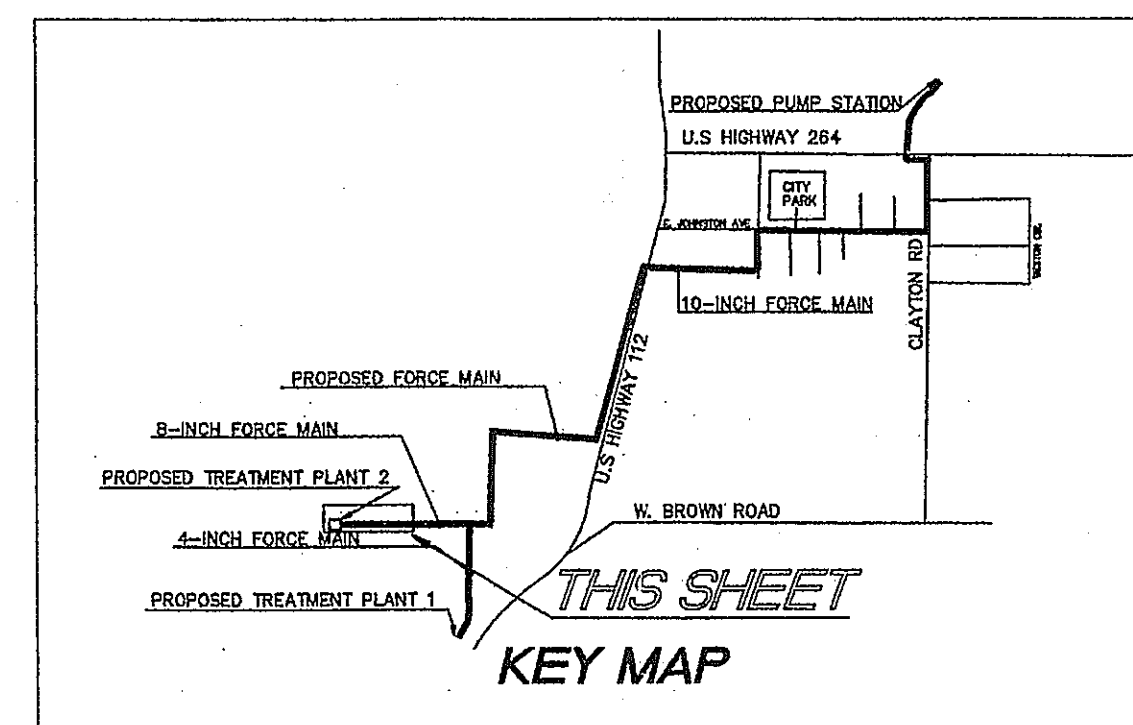 PROPOSED PUMP STATION
U.S HIGHWAY 264
CITY
PARK
E. JOHNSTON AVE
CLAYTON RD
10-INCH FORCE MAIN
U.S HIGHWAY 112
PROPOSED FORCE MAIN
8-INCH FORCE MAIN
PROPOSED TREATMENT PLANT 2
W. BROWN ROAD
4-INCH FORCE MAIN
THIS SHEET
PROPOSED TREATMENT PLANT 1
KEY MAP